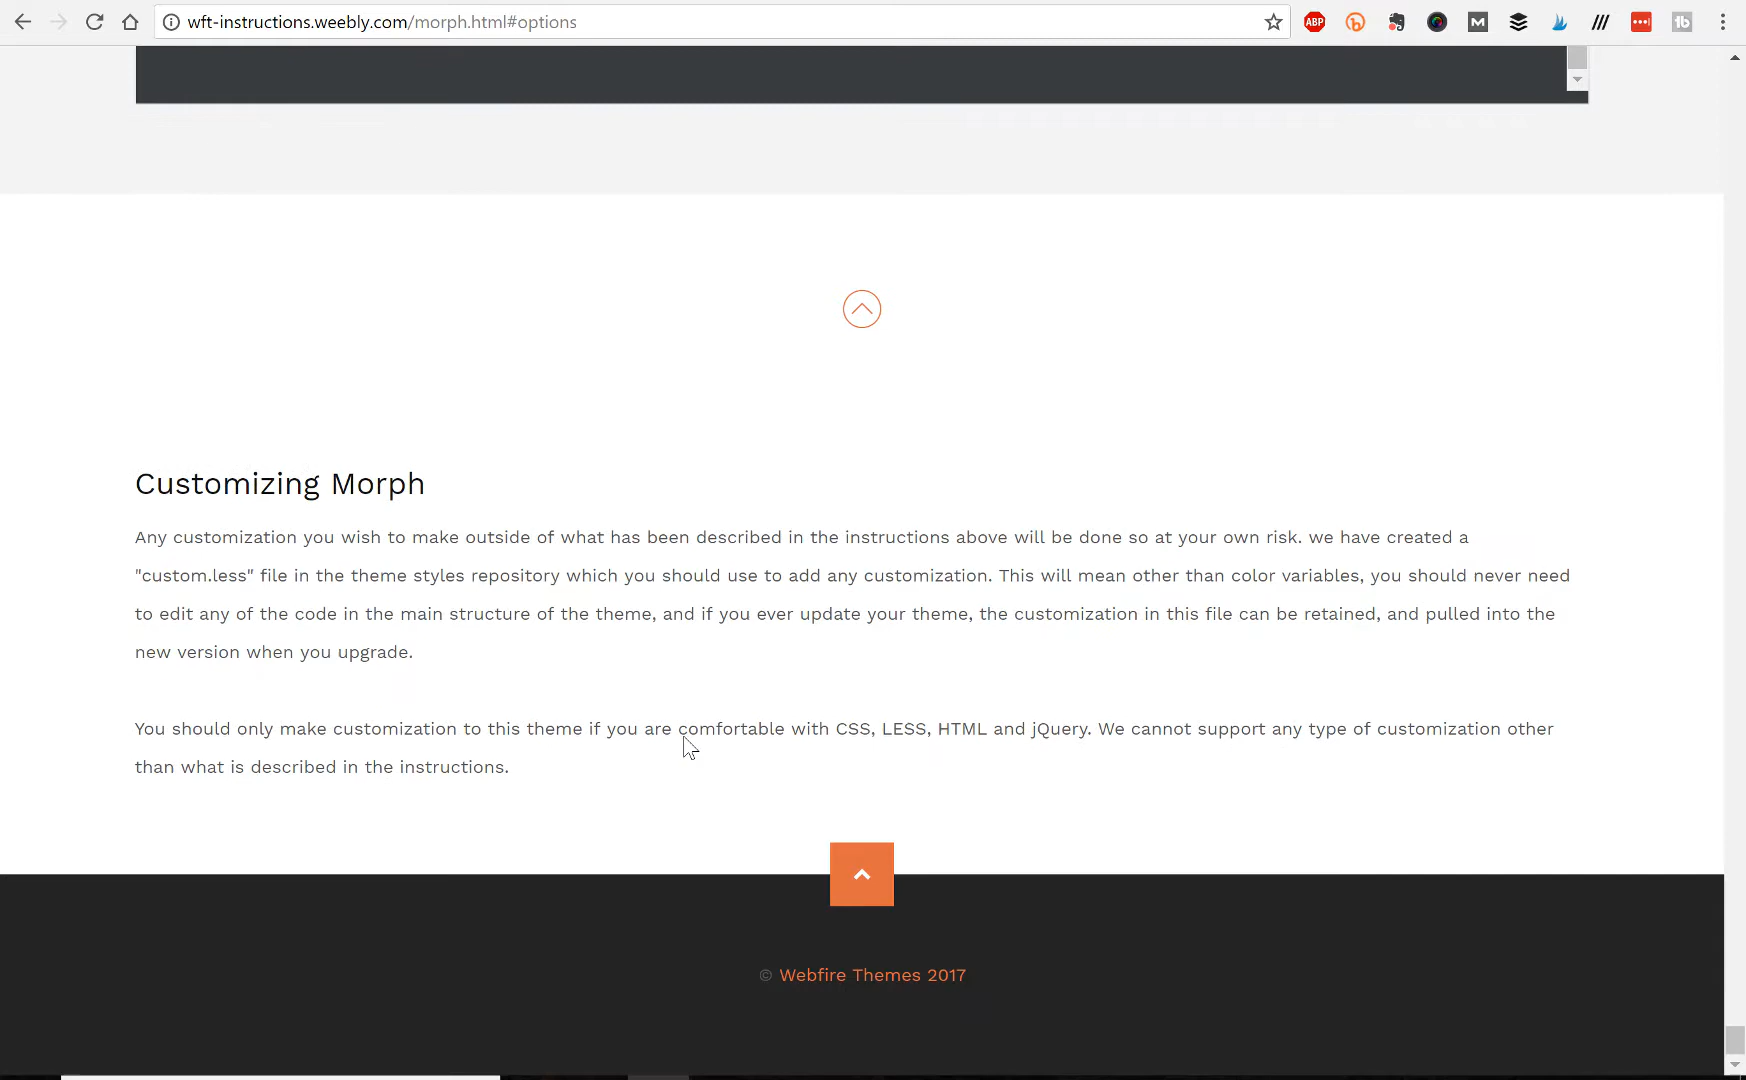 wft-instructions.weebly.com/morph.html#options
ABP
M
Customizing Morph
Any customization you wish to make outside of what has been described in the instructions above will be done so at your own risk. we have created a
"custom.less" file in the theme styles repository which you should use to add any customization. This will mean other than color variables, you should never need
to edit any of the code in the main structure of the theme, and if you ever update your theme, the customization in this file can be retained, and pulled into the
new version when you upgrade.
You should only make customization to this theme if you are comfortable with CSS, LESS, HTML and jQuery. We cannot support any type of customization other
than what is described in the instructions.
© Webfire Themes 2017